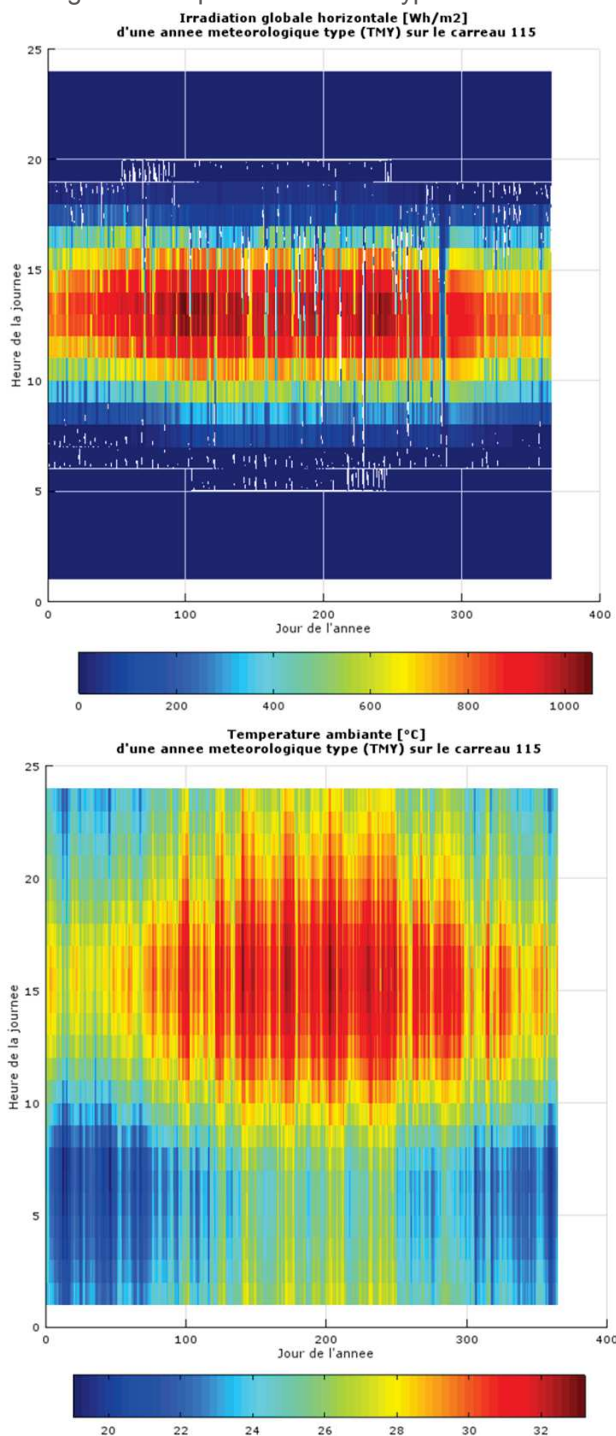 Irradiation globale horizontale [Wh/m2]
d'une annee meteorologique type (TMY) sur le carreau 115
25
20
15
10
5
0
Heure de la journee
0 100 200 300 400
Jour de l'annee
0 200 400 600 800 1000
Temperature ambiante [°C]
d'une annee meteorologique type (TMY) sur le carreau 115
25
20
15
10
5
0
Heure de la journee
0 100 200 300 400
Jour de l'annee
20 22 24 26 28 30 32